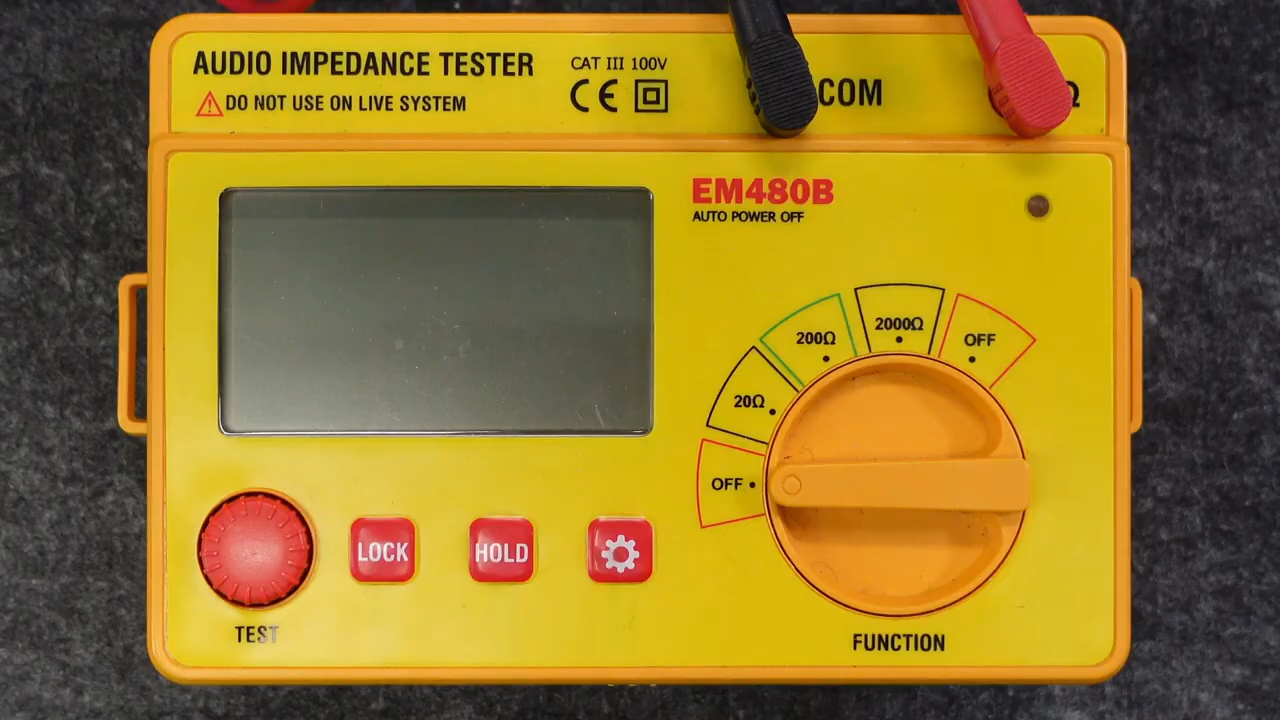 AUDIO IMPEDANCE TESTER
DO NOT USE ON LIVE SYSTEM
CAT III 100V
CE
COM
Ω
EM480B
AUTO POWER OFF
OFF
20Ω
200Ω
2000Ω
OFF
LOCK
HOLD
TEST
FUNCTION